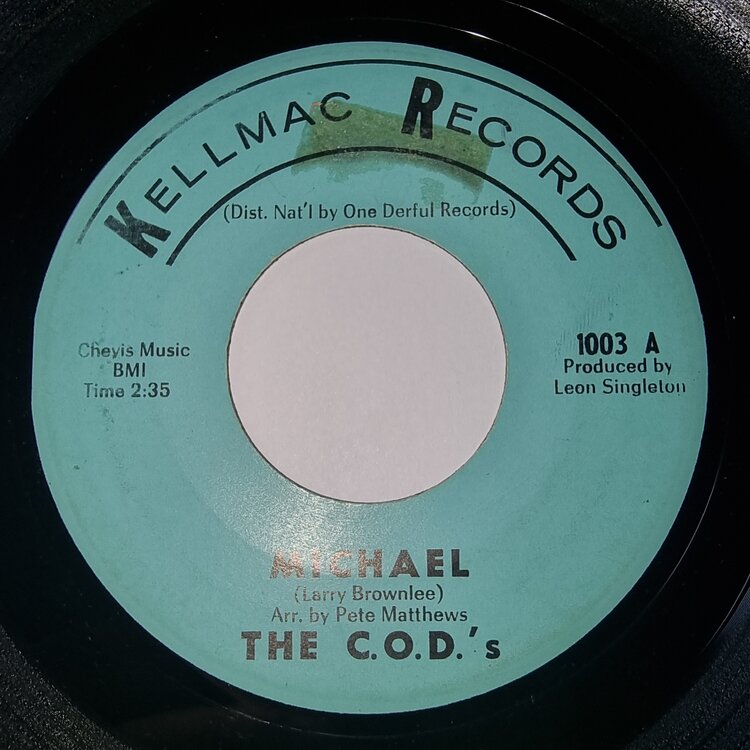 KELLMAC RECORDS
(Dist. Nat'l by One Derful Records)
Cheyis Music
BMI
Time 2:35
1003 A
Produced by
Leon Singleton
MICHAEL
(Larry Brownlee)
Arr. by Pete Matthews
THE C.O.D.'s